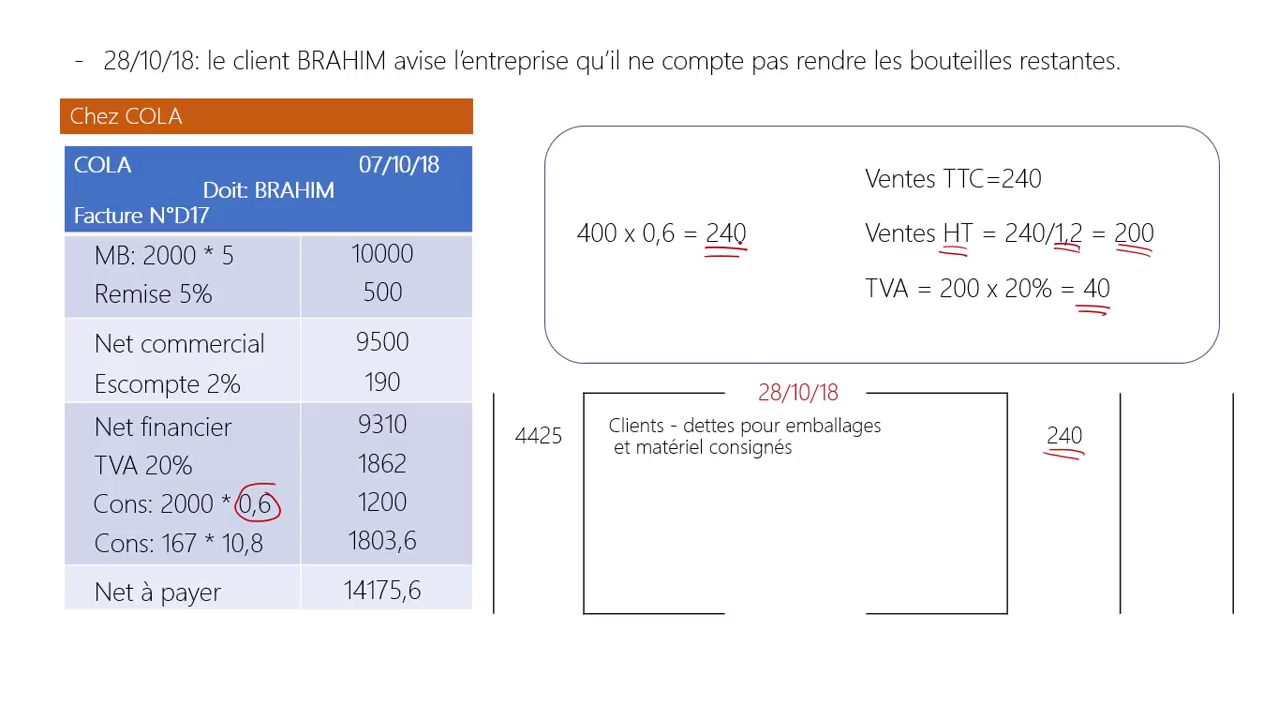 - 28/10/18: le client BRAHIM avise l'entreprise qu'il ne compte pas rendre les bouteilles restantes.
Chez COLA
COLA 07/10/18
Doit: BRAHIM
Facture N°D17
MB: 2000 * 5 10000
Remise 5% 500
Net commercial 9500
Escompte 2% 190
Net financier 9310
TVA 20% 1862
Cons: 2000 * 0,6 1200
Cons: 167 * 10,8 1803,6
Net à payer 14175,6
400 x 0,6 = 240
Ventes TTC=240
Ventes HT = 240/1,2 = 200
TVA = 200 x 20% = 40
28/10/18
4425 Clients - dettes pour emballages 240
et matériel consignés